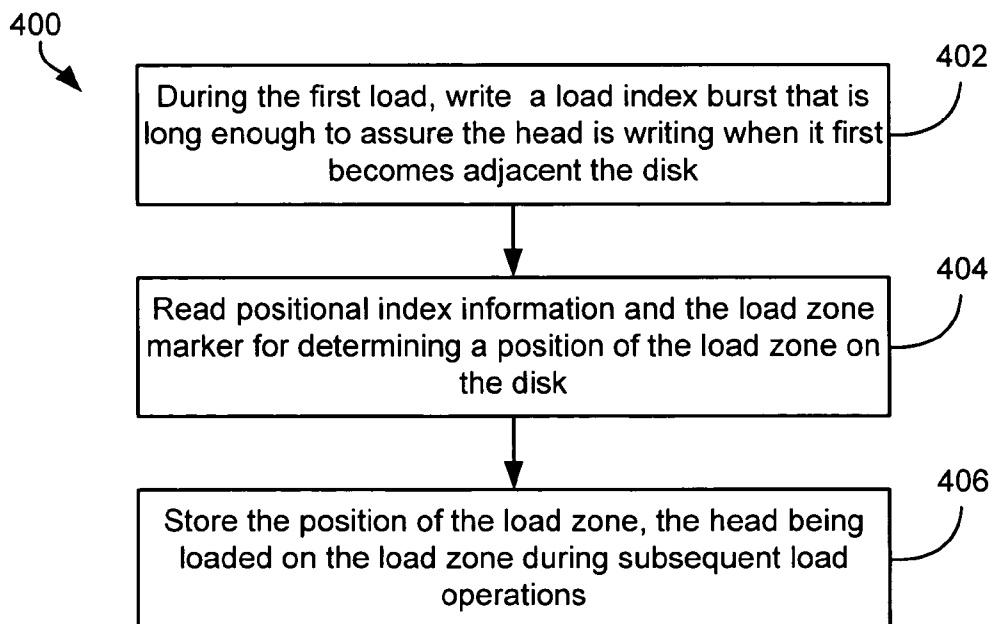 400
402
During the first load, write a load index burst that is
long enough to assure the head is writing when it first
becomes adjacent the disk
404
Read positional index information and the load zone
marker for determining a position of the load zone on
the disk
406
Store the position of the load zone, the head being
loaded on the load zone during subsequent load
operations